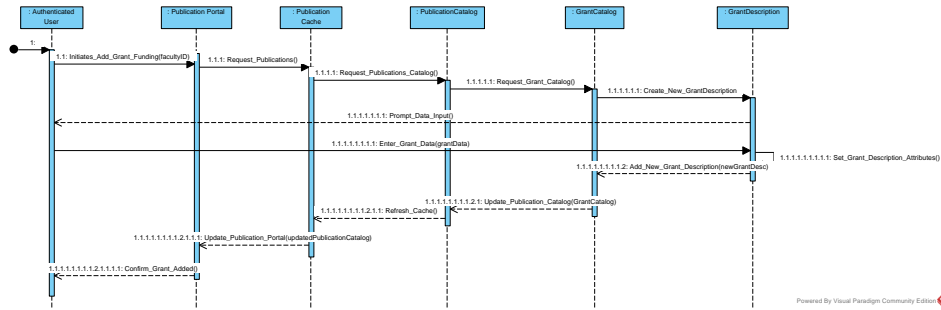 : Authenticated
User
: Publication Portal
: Publication
Cache
: PublicationCatalog
: GrantCatalog
: GrantDescription
1:
1.1: Initiates_Add_Grant_Funding(facultyID)
1.1.1: Request_Publications()
1.1.1.1: Request_Publications_Catalog()
1.1.1.1.1: Request_Grant_Catalog()
1.1.1.1.1.1: Create_New_GrantDescription
1.1.1.1.1.1.1: Prompt_Data_Input()
1.1.1.1.1.1.1.1: Enter_Grant_Data(grantData)
1.1.1.1.1.1.1.1.1: Set_Grant_Description_Attributes()
1.1.1.1.1.1.1.1.2: Add_New_Grant_Description(newGrantDesc)
1.1.1.1.1.1.1.1.2.1: Update_Publication_Catalog(GrantCatalog)
1.1.1.1.1.1.1.1.2.1.1: Refresh_Cache()
1.1.1.1.1.1.1.1.2.1.1.1: Update_Publication_Portal(updatedPublicationCatalog)
1.1.1.1.1.1.1.1.2.1.1.1.1: Confirm_Grant_Added()
Powered By Visual Paradigm Community Edition